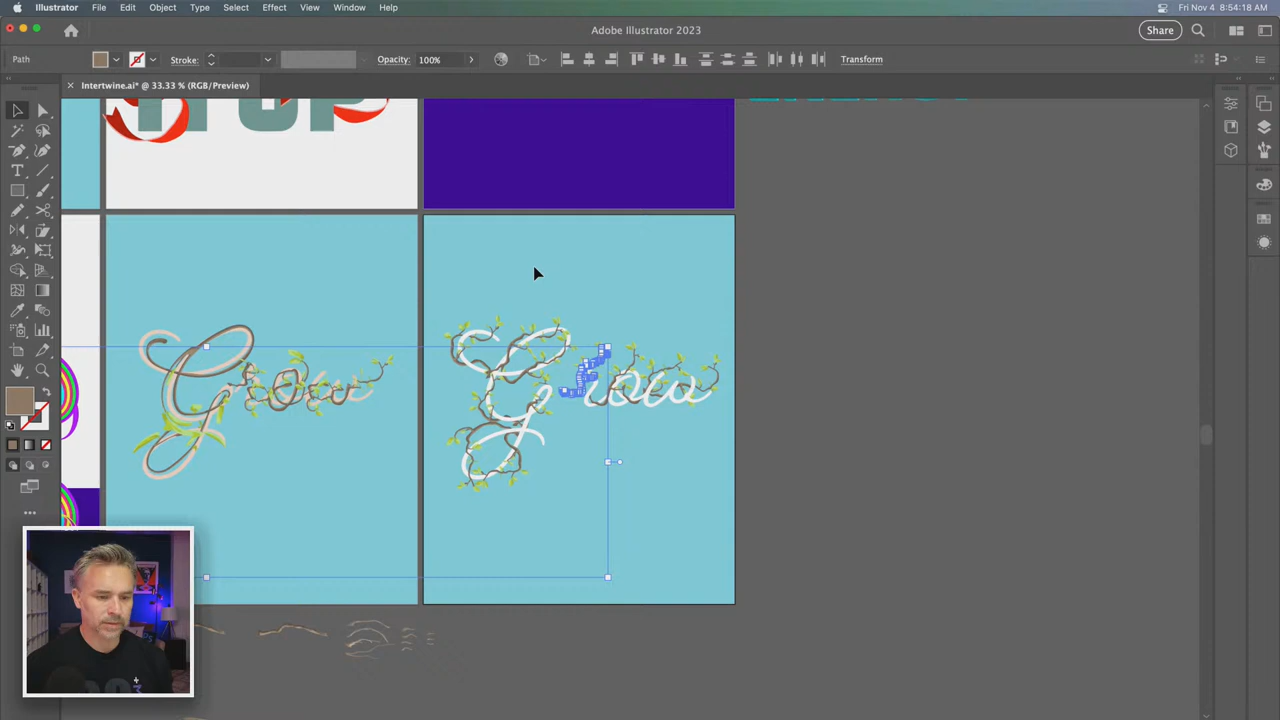 Illustrator File Edit Object Type Select Effect View Window Help
Fri Nov 4 8:54:18 AM
Adobe Illustrator 2023
Share
Path
Stroke:
Opacity: 100%
Transform
× Intertwine.ai* @ 33.33 % (RGB/Preview)
Grow
Grow